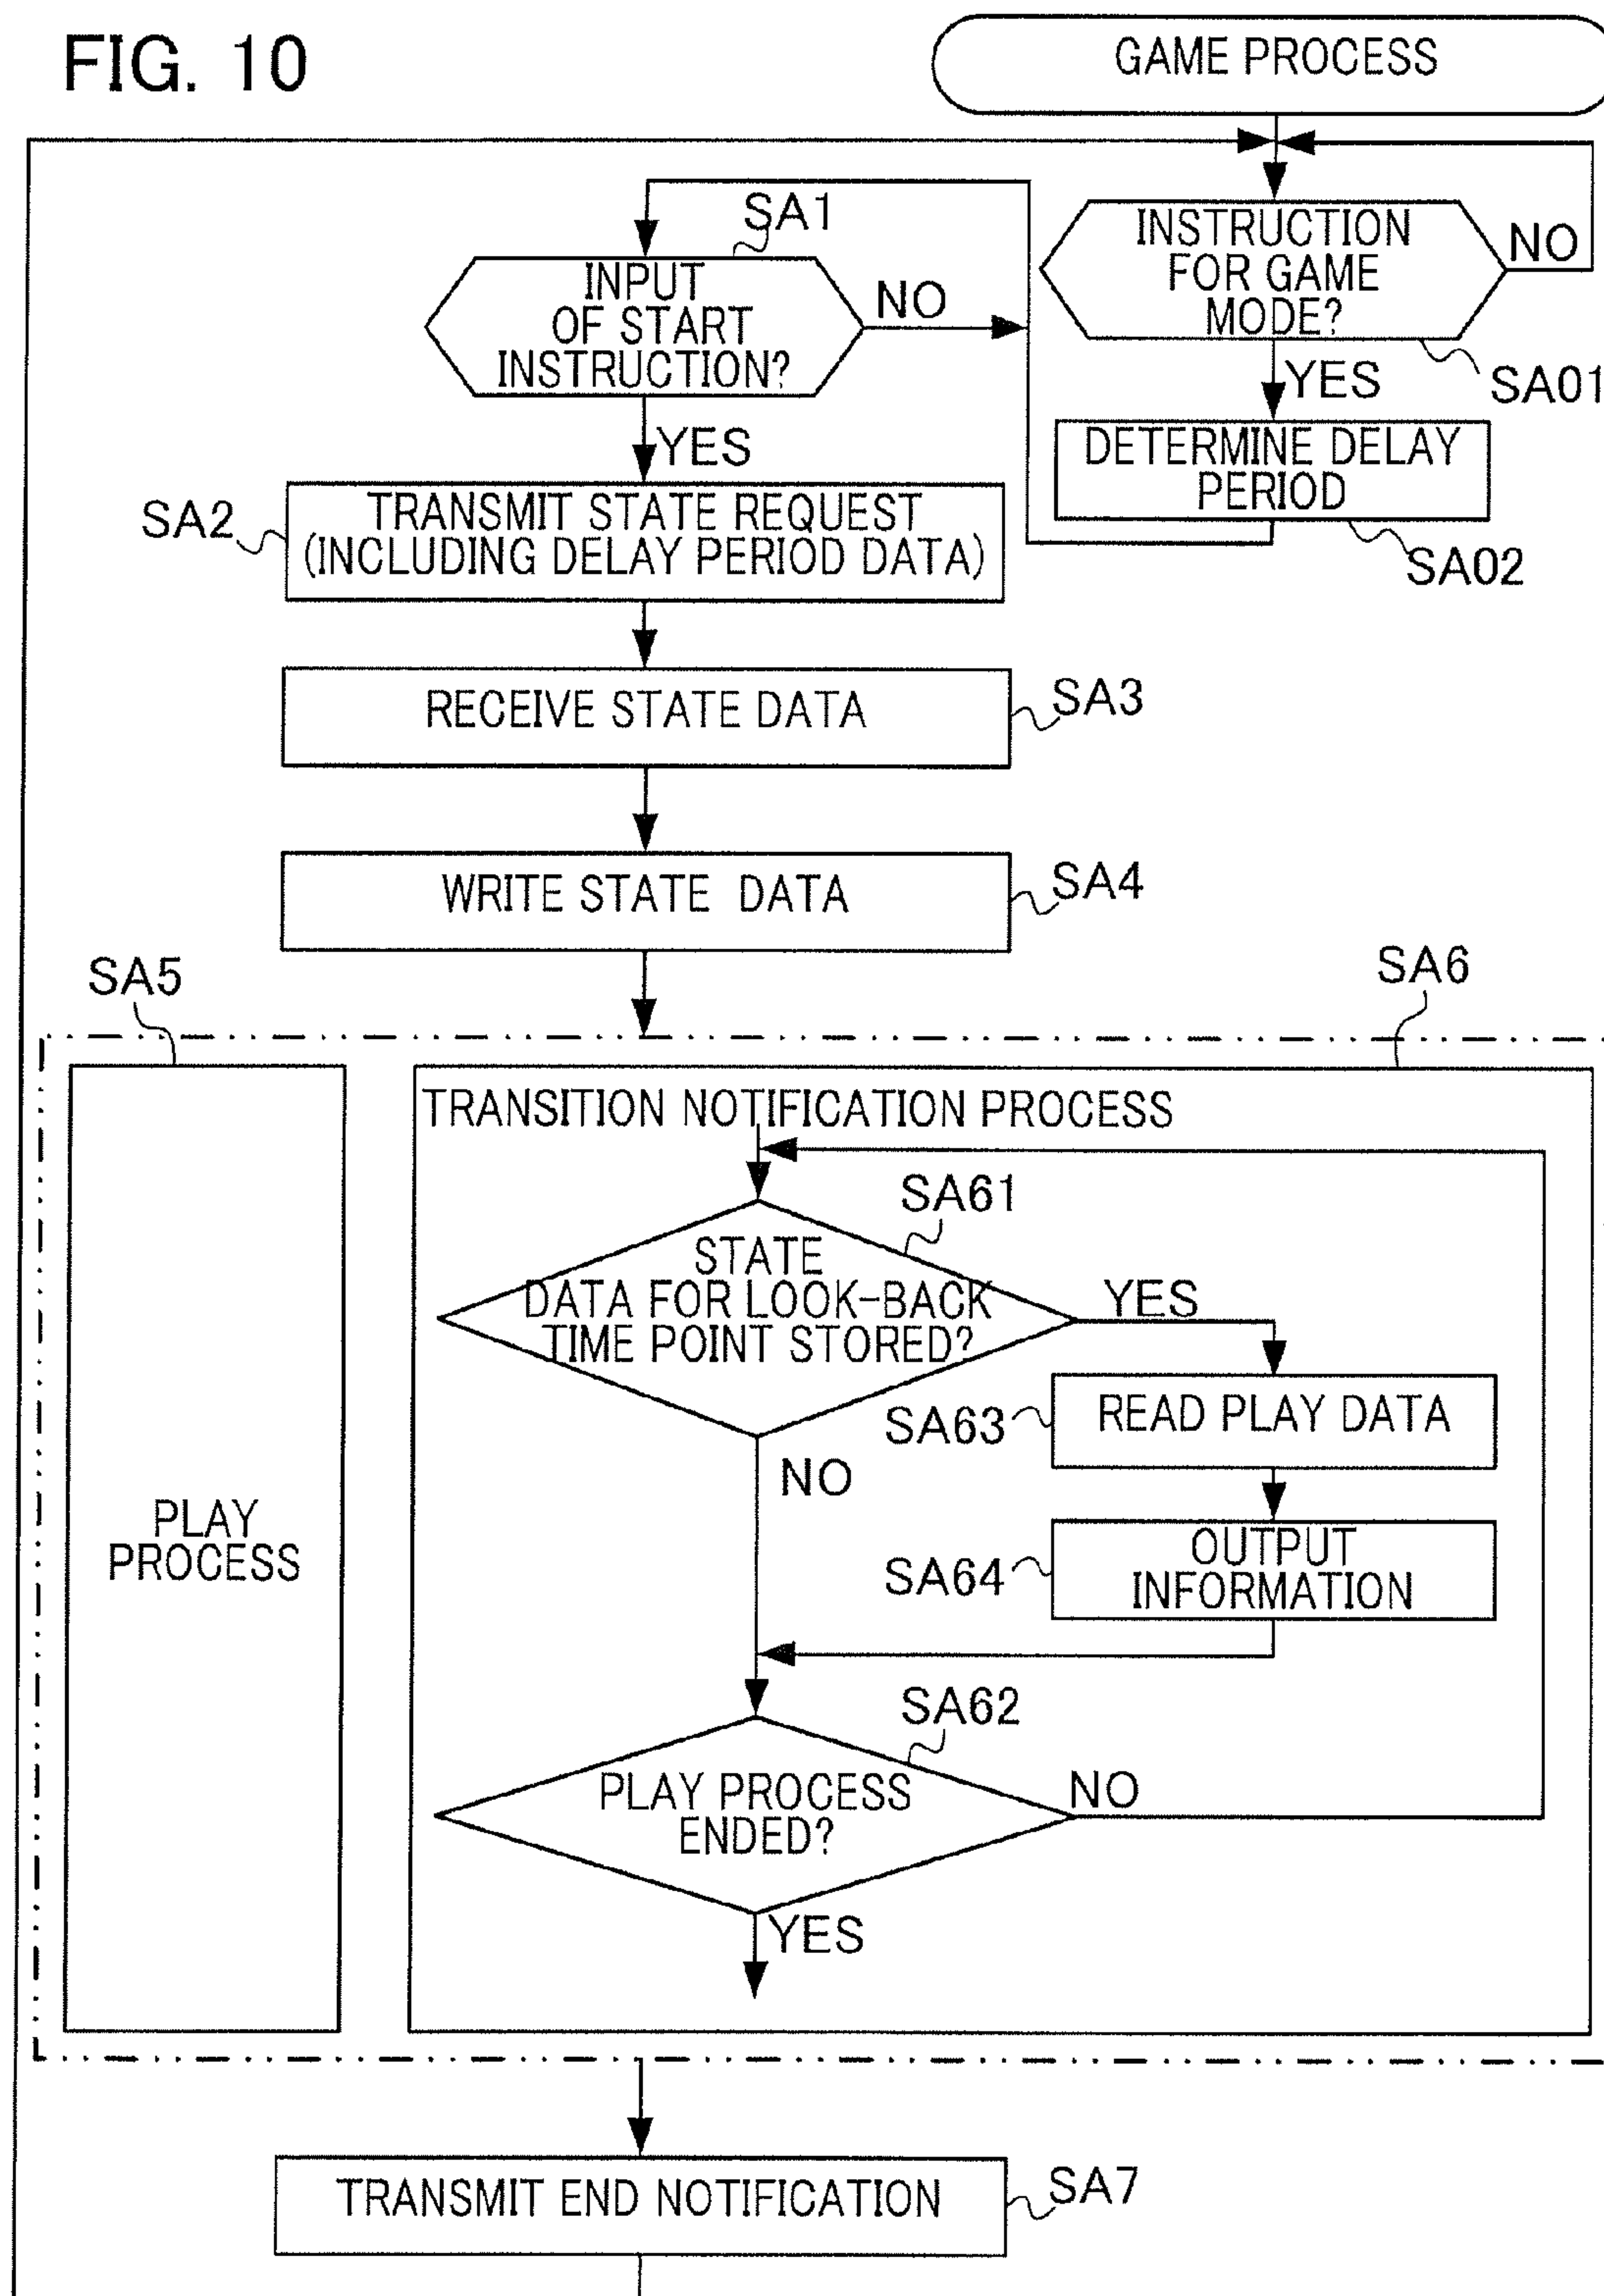 FIG. 10
GAME PROCESS
INSTRUCTION
FOR GAME
MODE?
NO
SA01
YES
DETERMINE DELAY
PERIOD
SA02
SA1
INPUT
OF START
INSTRUCTION?
NO
YES
SA2
TRANSMIT STATE REQUEST
(INCLUDING DELAY PERIOD DATA)
RECEIVE STATE DATA
SA3
WRITE STATE DATA
SA4
SA5
PLAY
PROCESS
SA6
TRANSITION NOTIFICATION PROCESS
SA61
STATE
DATA FOR LOOK-BACK
TIME POINT STORED?
YES
NO
SA63
READ PLAY DATA
SA64
OUTPUT
INFORMATION
SA62
PLAY PROCESS
ENDED?
NO
YES
TRANSMIT END NOTIFICATION
SA7